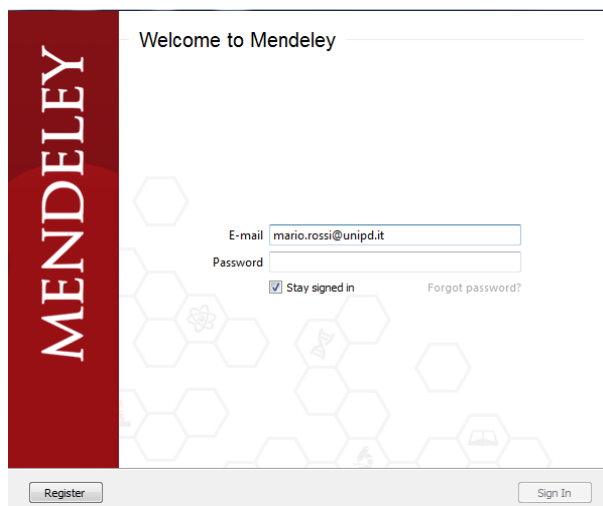 MENDELEY
Welcome to Mendeley
E-mail mario.rossi@unipd.it
Password
Stay signed in Forgot password?
Register Sign In